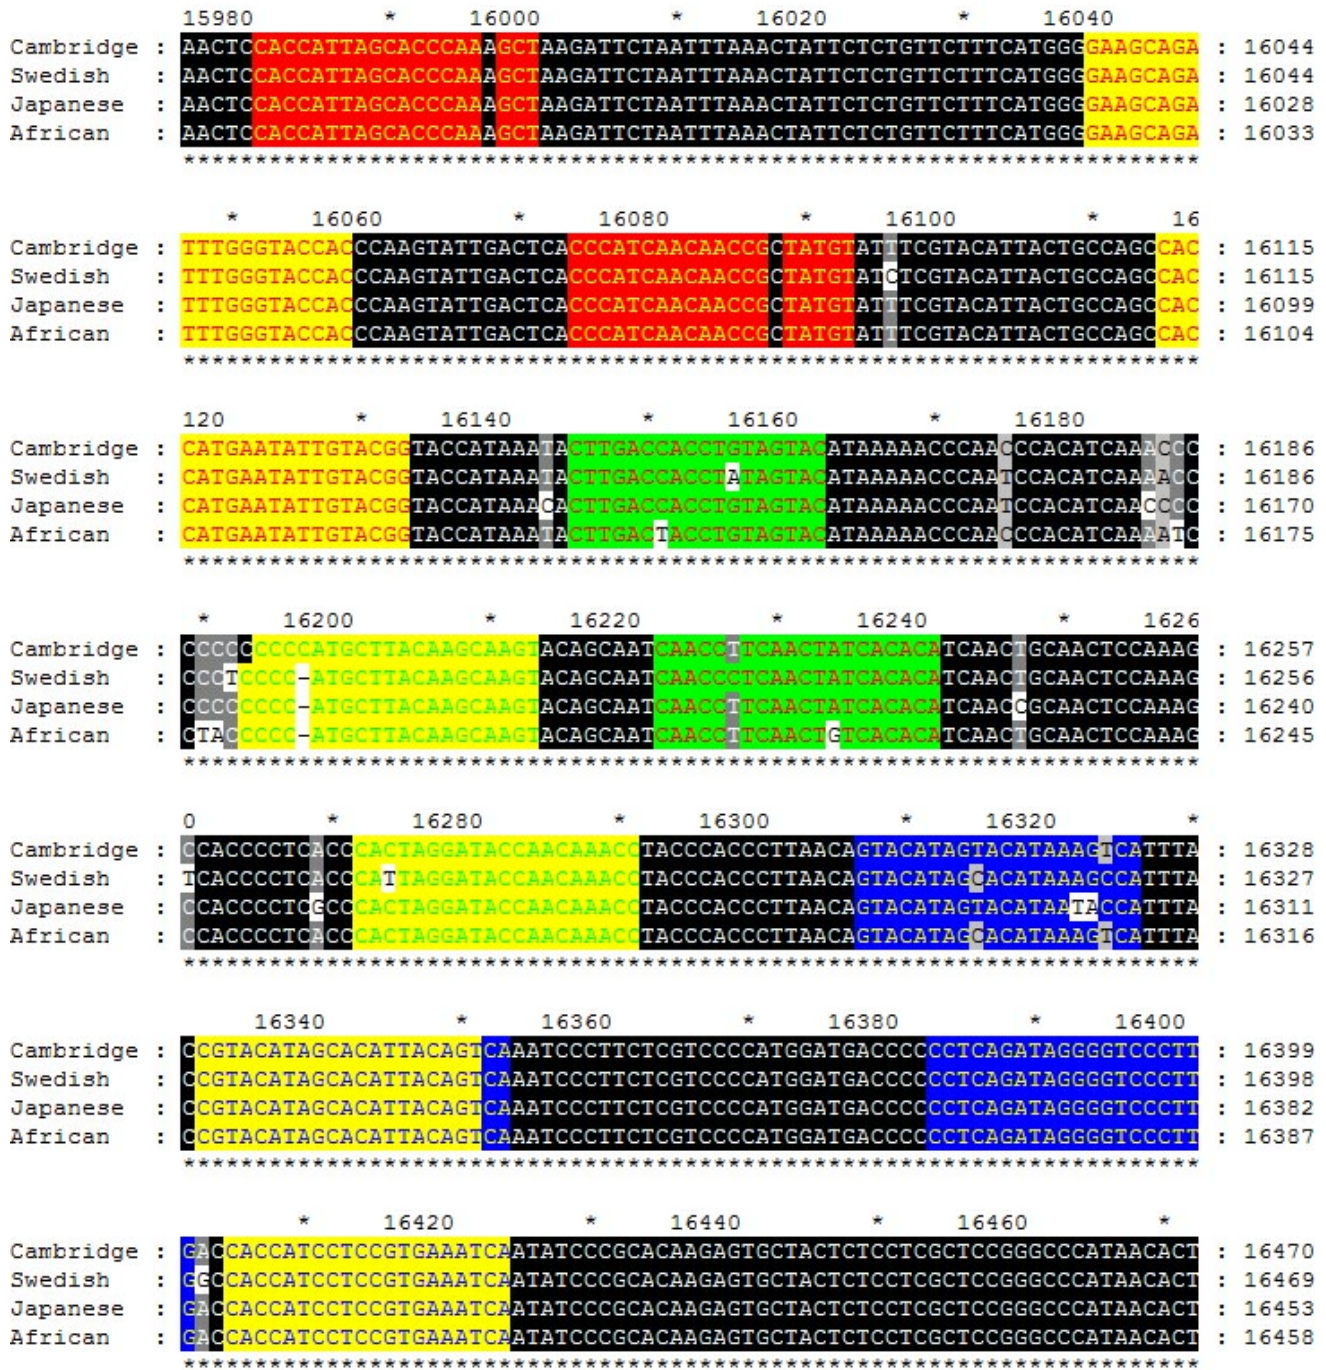 15980 * 16000 * 16020 * 16040
Cambridge : AACTCCACCATTAGCACCCAAAGCTAAGATTCTAATTTAAACTATTCTCTGTTCTTTCATGGGGAAGCAGA : 16044
Swedish : AACTCCACCATTAGCACCCAAAGCTAAGATTCTAATTTAAACTATTCTCTGTTCTTTCATGGGGAAGCAGA : 16044
Japanese : AACTCCACCATTAGCACCCAAAGCTAAGATTCTAATTTAAACTATTCTCTGTTCTTTCATGGGGAAGCAGA : 16028
African : AACTCCACCATTAGCACCCAAAGCTAAGATTCTAATTTAAACTATTCTCTGTTCTTTCATGGGGAAGCAGA : 16033
***********************************************************************
* 16060 * 16080 * 16100 * 16
Cambridge : TTTGGGTACCACCCAAGTATTGACTCACCCATCAACAACCGCTATGTATTTCGTACATTACTGCCAGCCAC : 16115
Swedish : TTTGGGTACCACCCAAGTATTGACTCACCCATCAACAACCGCTATGTATCTCGTACATTACTGCCAGCCAC : 16115
Japanese : TTTGGGTACCACCCAAGTATTGACTCACCCATCAACAACCGCTATGTATTTCGTACATTACTGCCAGCCAC : 16099
African : TTTGGGTACCACCCAAGTATTGACTCACCCATCAACAACCGCTATGTATTTCGTACATTACTGCCAGCCAC : 16104
***********************************************************************
120 * 16140 * 16160 * 16180
Cambridge : CATGAATATTGTACGGTACCATAAATACTTGACCACCTGTAGTACATAAAAACCCAACCCACATCAAACCC : 16186
Swedish : CATGAATATTGTACGGTACCATAAATACTTGACCACCTATAGTACATAAAAACCCAATCCACATCAAAACC : 16186
Japanese : CATGAATATTGTACGGTACCATAAACACTTGACCACCTGTAGTACATAAAAACCCAATCCACATCAACCCC : 16170
African : CATGAATATTGTACGGTACCATAAATACTTGACTACCTGTAGTACATAAAAACCCAACCCACATCAAAATC : 16175
***********************************************************************
* 16200 * 16220 * 16240 * 1626
Cambridge : CCCCCCCCCATGCTTACAAGCAAGTACAGCAATCAACCTTCAACTATCACACATCAACTGCAACTCCAAAG : 16257
Swedish : CCCTCCCC-ATGCTTACAAGCAAGTACAGCAATCAACCCTCAACTATCACACATCAACTGCAACTCCAAAG : 16256
Japanese : CCCCCCCC-ATGCTTACAAGCAAGTACAGCAATCAACCTTCAACTATCACACATCAACCGCAACTCCAAAG : 16240
African : CTACCCCC-ATGCTTACAAGCAAGTACAGCAATCAACCTTCAACTGTCACACATCAACTGCAACTCCAAAG : 16245
***********************************************************************
0 * 16280 * 16300 * 16320 *
Cambridge : CCACCCCTCACCCACTAGGATACCAACAAACCTACCCACCCTTAACAGTACATAGTACATAAAGTCATTTA : 16328
Swedish : TCACCCCTCACCCATTAGGATACCAACAAACCTACCCACCCTTAACAGTACATAGCACATAAAGCCATTTA : 16327
Japanese : CCACCCCTCGCCCACTAGGATACCAACAAACCTACCCACCCTTAACAGTACATAGTACATAATACCATTTA : 16311
African : CCACCCCTCACCCACTAGGATACCAACAAACCTACCCACCCTTAACAGTACATAGCACATAAAGTCATTTA : 16316
***********************************************************************
16340 * 16360 * 16380 * 16400
Cambridge : CCGTACATAGCACATTACAGTCAAATCCCTTCTCGTCCCCATGGATGACCCCCCTCAGATAGGGGTCCCTT : 16399
Swedish : CCGTACATAGCACATTACAGTCAAATCCCTTCTCGTCCCCATGGATGACCCCCCTCAGATAGGGGTCCCTT : 16398
Japanese : CCGTACATAGCACATTACAGTCAAATCCCTTCTCGTCCCCATGGATGACCCCCCTCAGATAGGGGTCCCTT : 16382
African : CCGTACATAGCACATTACAGTCAAATCCCTTCTCGTCCCCATGGATGACCCCCCTCAGATAGGGGTCCCTT : 16387
***********************************************************************
* 16420 * 16440 * 16460 *
Cambridge : GACCACCATCCTCCGTGAAATCAATATCCCGCACAAGAGTGCTACTCTCCTCGCTCCGGGCCCATAACACT : 16470
Swedish : GGCCACCATCCTCCGTGAAATCAATATCCCGCACAAGAGTGCTACTCTCCTCGCTCCGGGCCCATAACACT : 16469
Japanese : GACCACCATCCTCCGTGAAATCAATATCCCGCACAAGAGTGCTACTCTCCTCGCTCCGGGCCCATAACACT : 16453
African : GACCACCATCCTCCGTGAAATCAATATCCCGCACAAGAGTGCTACTCTCCTCGCTCCGGGCCCATAACACT : 16458
***********************************************************************